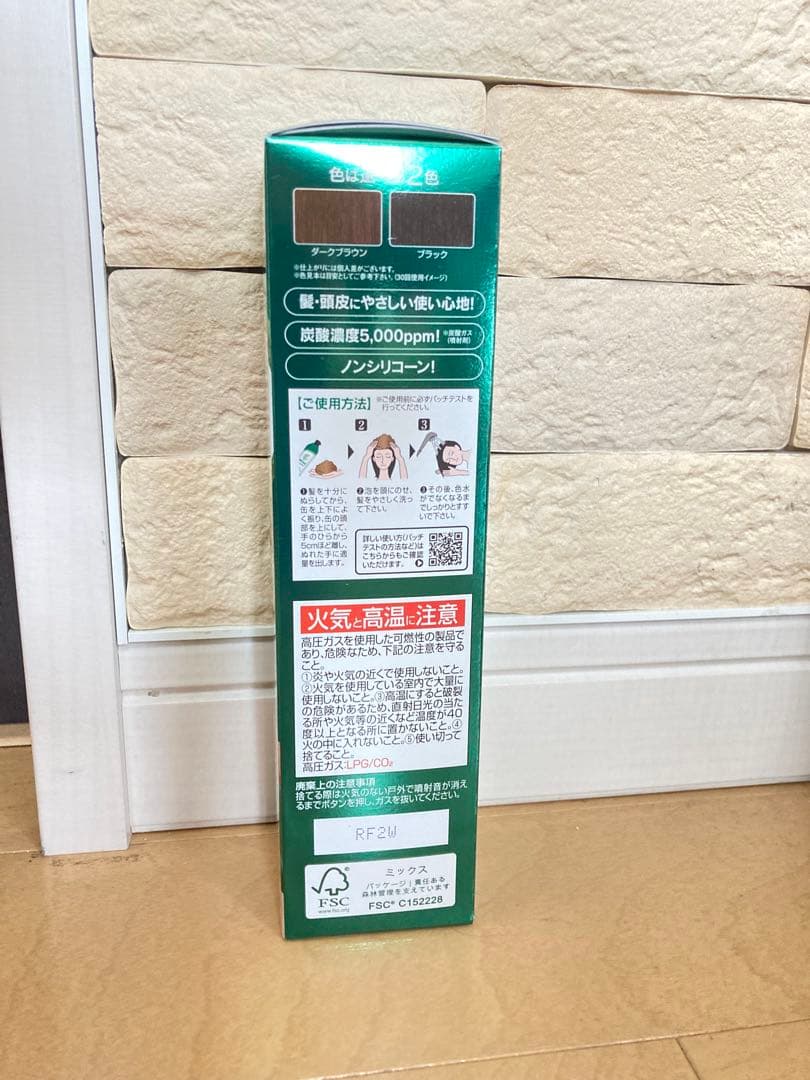 色は 2色
ダークブラウン
ブラック
※仕上がりには個人差がございます。
※色見本は目安としてご参考下さい。(30回使用イメージ)
髪・頭皮にやさしい使い心地!
炭酸濃度5,000ppm! ※炭酸ガス(噴射剤)
ノンシリコーン!
【ご使用方法】 ※ご使用前に必ずパッチテストを
行ってください。
1 2 3
❶髪を十分に
ぬらしてから、
缶を上下によ
く振り、缶の頭
部を上にして、
手のひらから
5cmほど離し、
ぬれた手に適
量を出します。
❷泡を頭にのせ、
髪をやさしく洗っ
て下さい。
❸その後、色水
がでなくなるま
でしっかりとすす
いで下さい。
詳しい使い方(パッチ
テストの方法など)は
こちらからもご確認
いただけます。
火気と高温に注意
高圧ガスを使用した可燃性の製品で
あり、危険なため、下記の注意を守る
こと。
①炎や火気の近くで使用しないこと。
②火気を使用している室内で大量に
使用しないこと。③高温にすると破裂
の危険があるため、直射日光の当た
る所や火気等の近くなど温度が40
度以上となる所に置かないこと。④
火の中に入れないこと。⑤使い切って
捨てること。
高圧ガス:LPG/CO₂
廃棄上の注意事項
捨てる際は火気のない戸外で噴射音が消え
るまでボタンを押し、ガスを抜いてください。
RF2W
FSC
www.fsc.org
ミックス
パッケージ|責任ある
森林管理を支えています
FSC® C152228